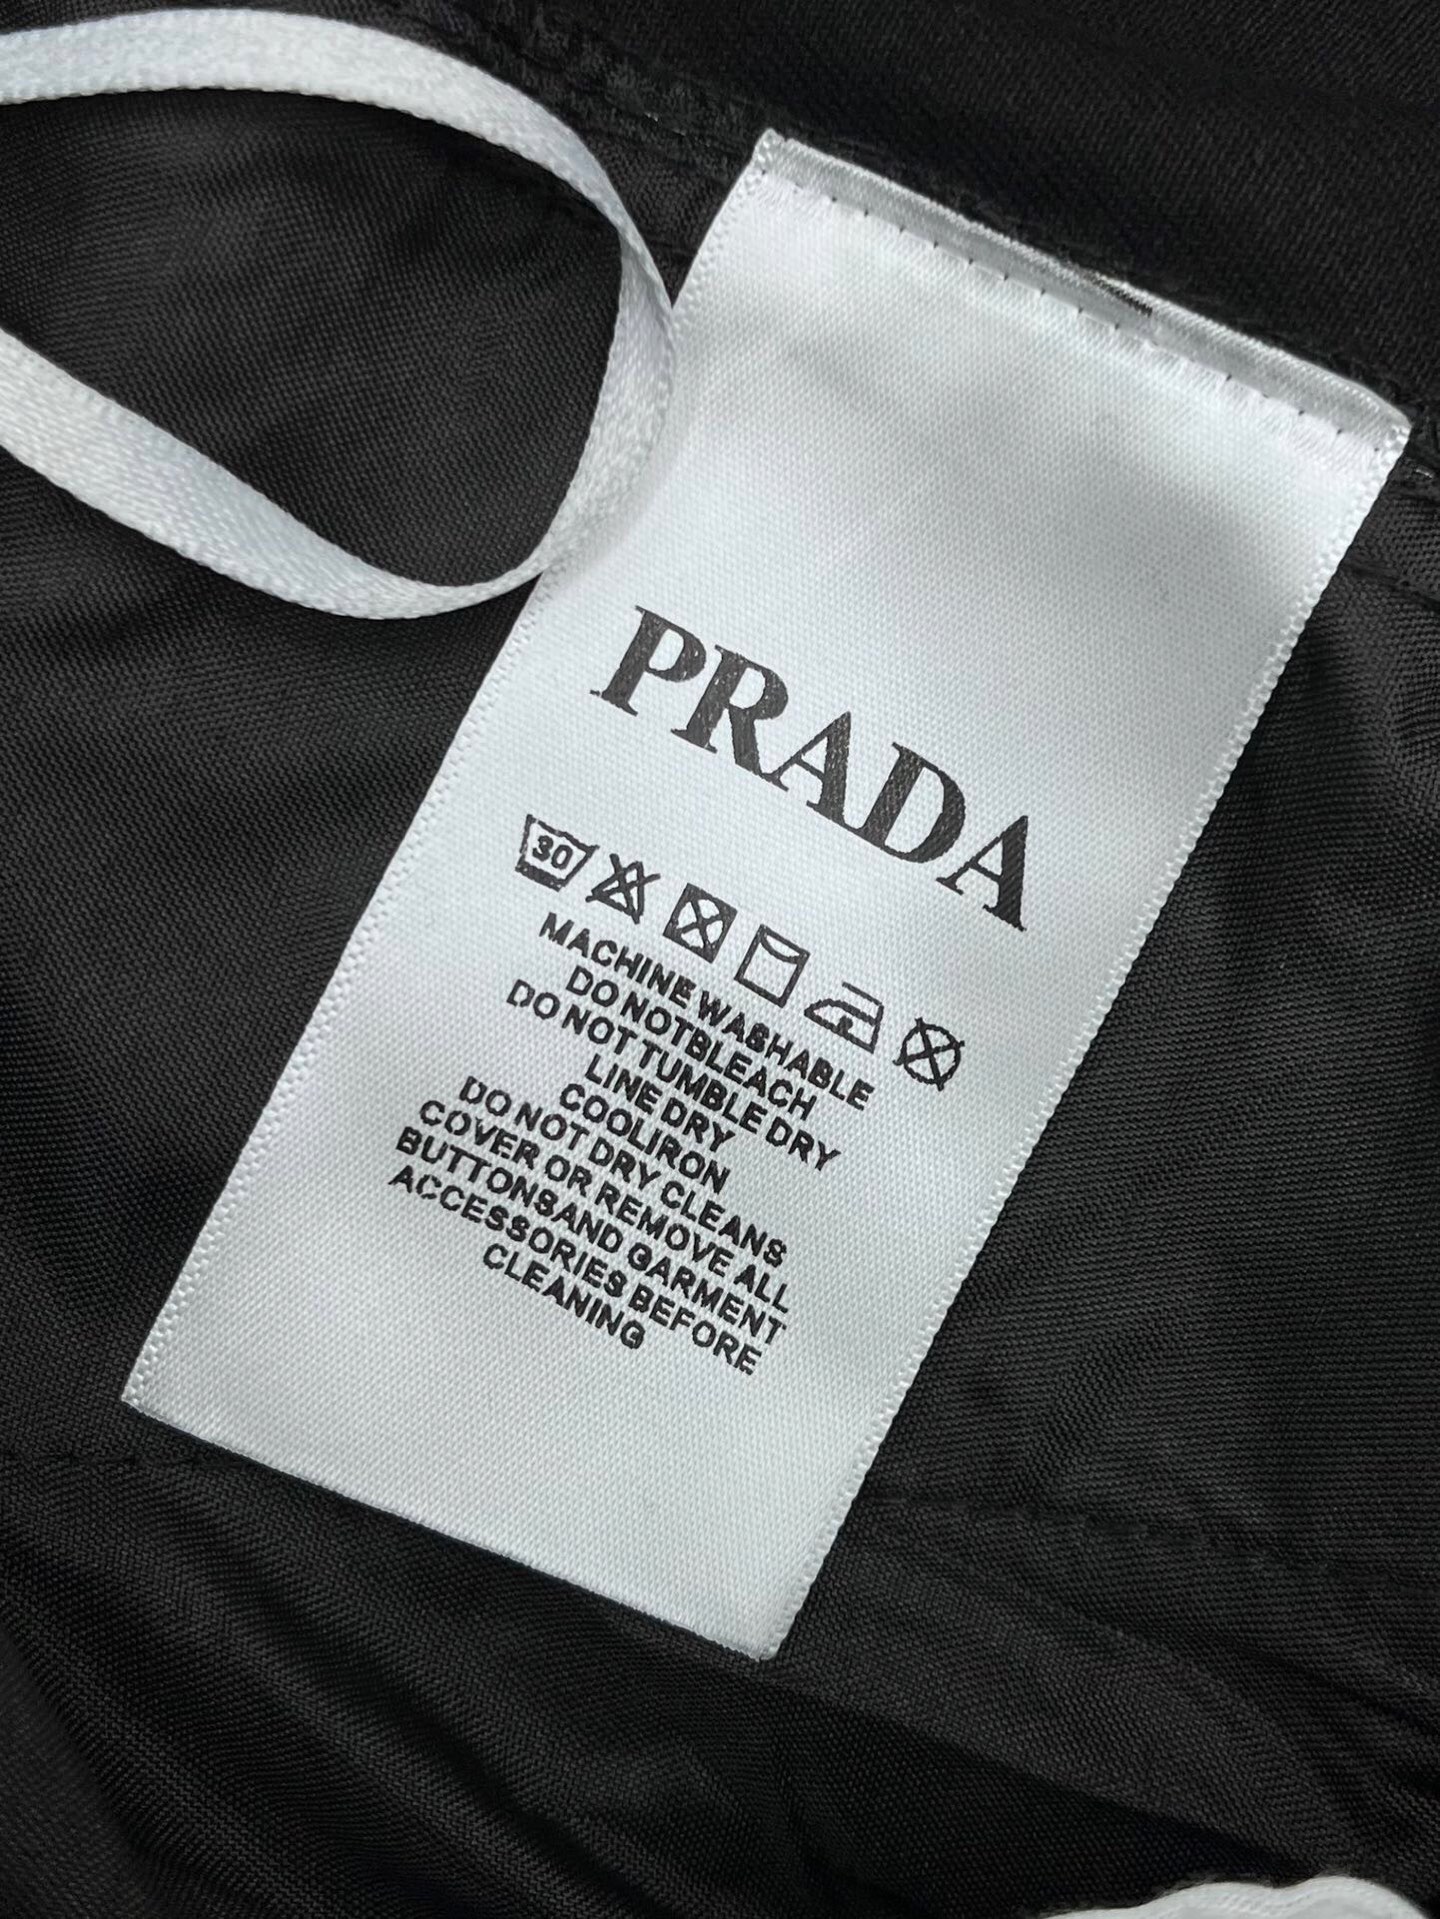 PRADA
30
MACHINE WASHABLE
DO NOTBLEACH
DO NOT TUMBLE DRY
LINE DRY
COOLIRON
DO NOT DRY CLEANS
COVER OR REMOVE ALL
BUTTONSAND GARMENT
ACCESSORIES BEFORE
CLEANING